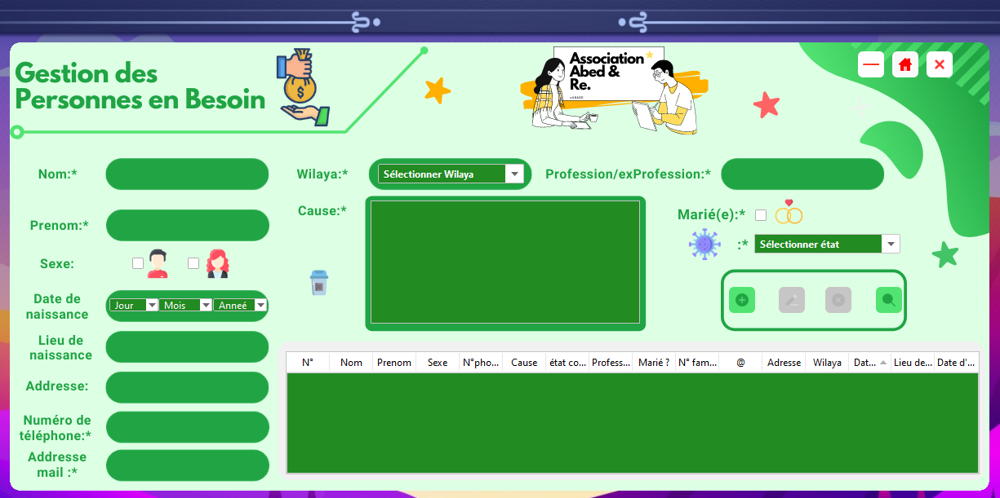 Gestion des
Personnes en Besoin
Association
Abed &
Re.
Nom:*
Wilaya:*
Sélectionner Wilaya
Profession/exProfession:*
Prenom:*
Cause:*
Marié(e):*
:*
Sélectionner état
Sexe:
Date de
naissance
Jour
Mois
Anneé
Lieu de
naissance
Addresse:
Numéro de
téléphone:*
Addresse
mail :*
N°
Nom
Prenom
Sexe
N°pho...
Cause
état co...
Profess...
Marié ?
N° fam...
@
Adresse
Wilaya
Dat...
Lieu de...
Date d'...